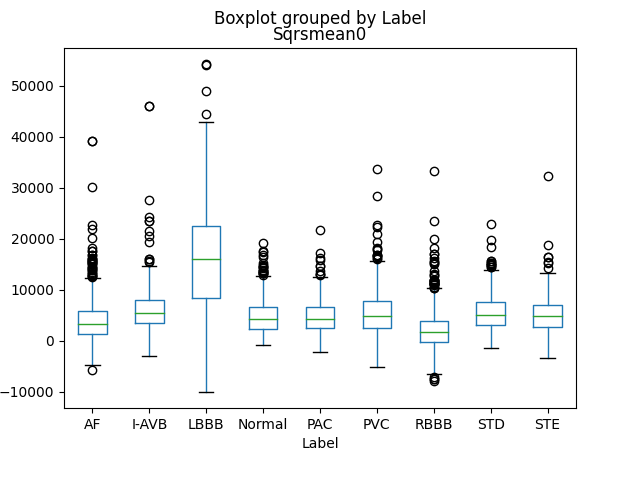 Boxplot grouped by Label
Sqrsmean0
50000
40000
30000
20000
10000
0
−10000
AF I-AVB LBBB Normal PAC PVC RBBB STD STE
Label